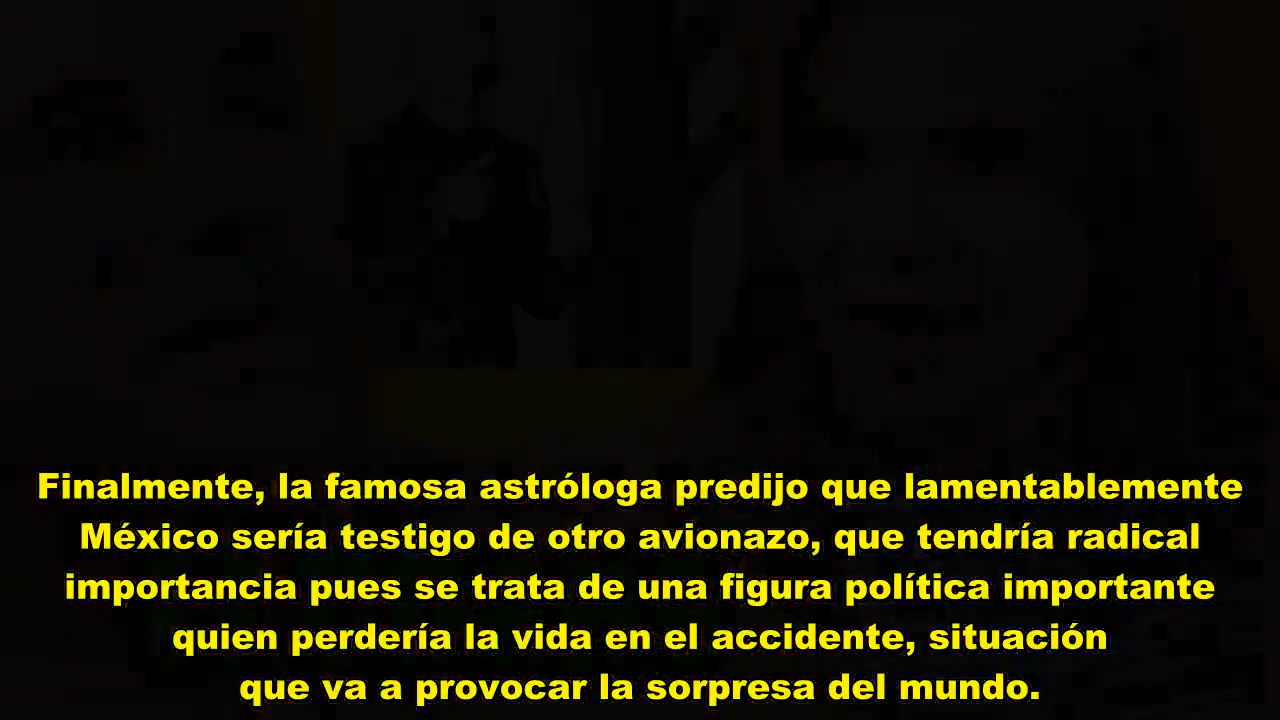 Finalmente, la famosa astróloga predijo que lamentablemente
México sería testigo de otro avionazo, que tendría radical
importancia pues se trata de una figura política importante
quien perdería la vida en el accidente, situación
que va a provocar la sorpresa del mundo.